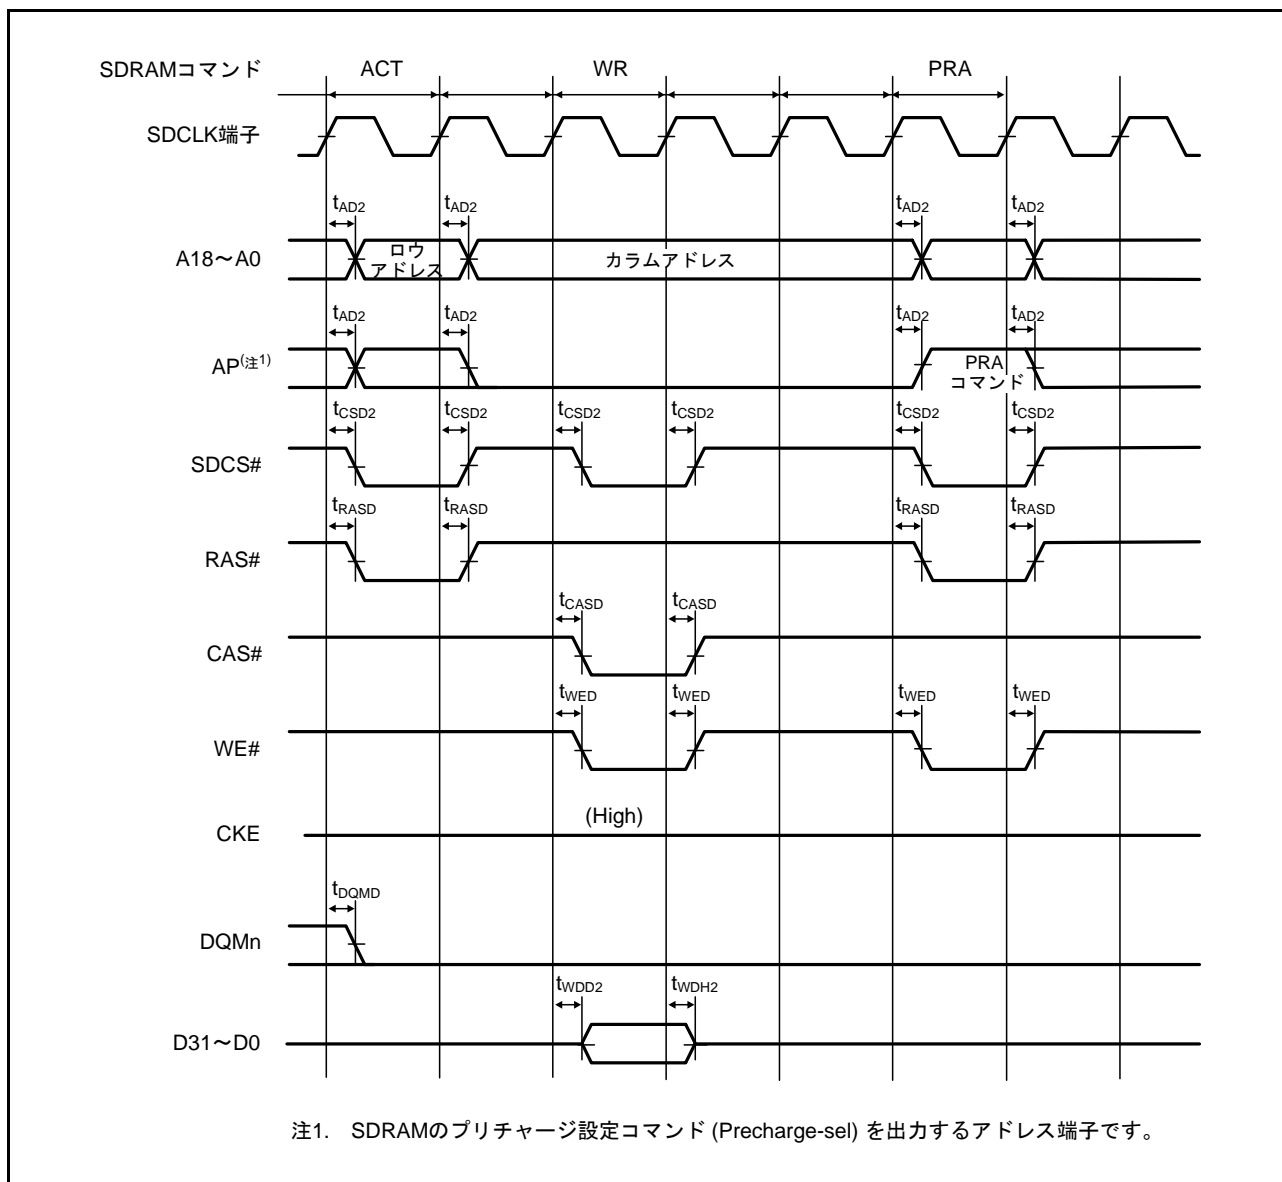 SDRAMコマンド ACT WR PRA
SDCLK端子
tAD2 tAD2 tAD2 tAD2
A18～A0 ロウ
アドレス カラムアドレス
tAD2 tAD2 tAD2 tAD2
AP(注1) PRA
コマンド
tCSD2 tCSD2 tCSD2 tCSD2 tCSD2 tCSD2
SDCS#
tRASD tRASD tRASD tRASD
RAS#
tCASD tCASD
CAS#
tWED tWED tWED tWED
WE#
(High)
CKE
tDQMD
DQMn
tWDD2 tWDH2
D31～D0
注1. SDRAMのプリチャージ設定コマンド (Precharge-sel) を出力するアドレス端子です。